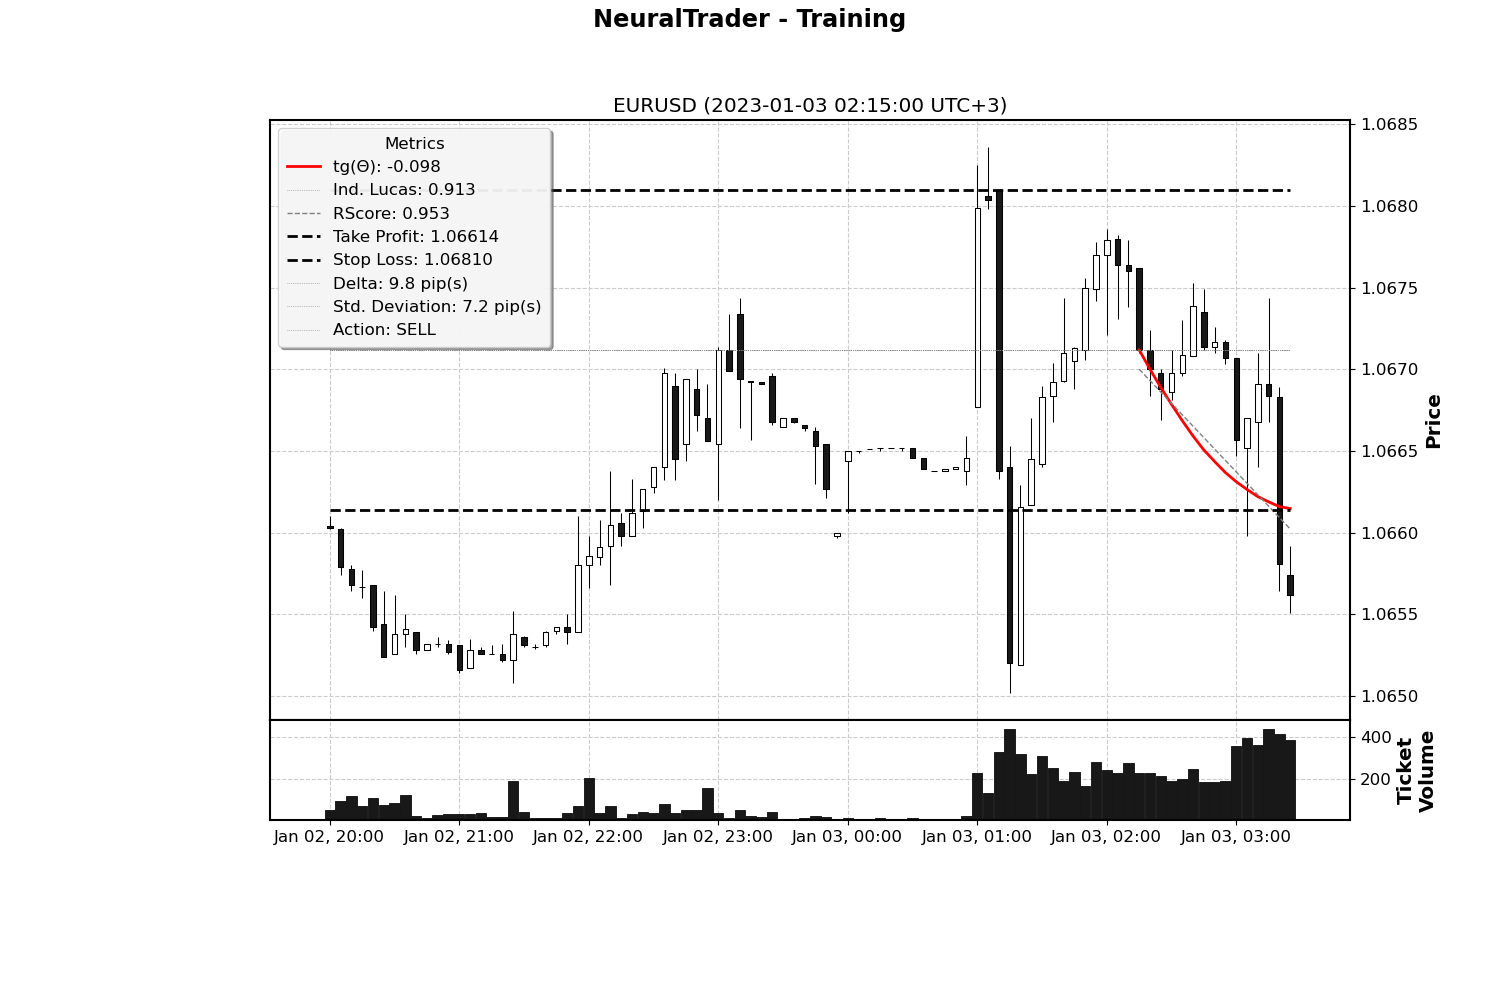 NeuralTrader - Training
EURUSD (2023-01-03 02:15:00 UTC+3)
Metrics
tg(Θ): -0.098
Ind. Lucas: 0.913
RScore: 0.953
Take Profit: 1.06614
Stop Loss: 1.06810
Delta: 9.8 pip(s)
Std. Deviation: 7.2 pip(s)
Action: SELL
1.0685
1.0680
1.0675
1.0670
1.0665
1.0660
1.0655
1.0650
Price
400
200
Ticket
Volume
Jan 02, 20:00
Jan 02, 21:00
Jan 02, 22:00
Jan 02, 23:00
Jan 03, 00:00
Jan 03, 01:00
Jan 03, 02:00
Jan 03, 03:00